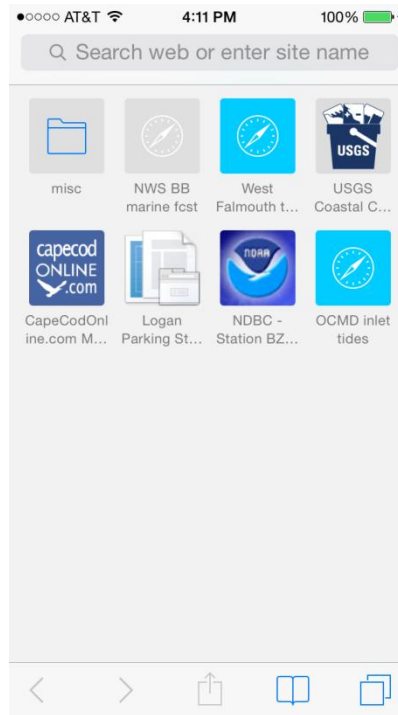 AT&T 4:11 PM 100%
Search web or enter site name
USGS
misc
NWS BB
marine fcst
West
Falmouth t...
USGS
Coastal C...
capecod
ONLINE
.com
NOAA
CapeCodOnl
ine.com M...
Logan
Parking St...
NDBC -
Station BZ...
OCMD inlet
tides